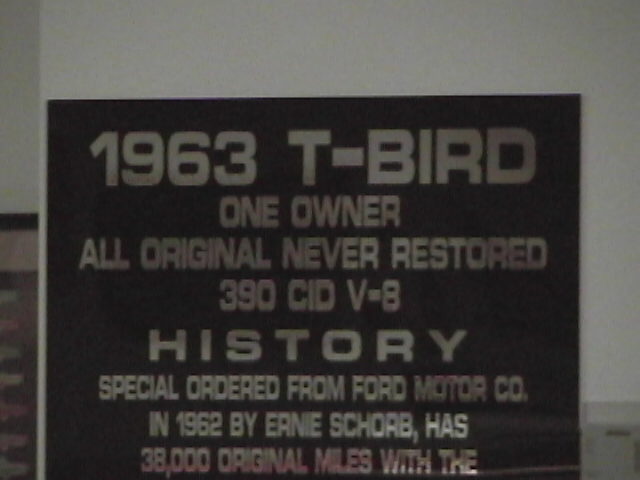 1963 T-BIRD
ONE OWNER
ALL ORIGINAL NEVER RESTORED
390 CID V-8
HISTORY
SPECIAL ORDERED FROM FORD MOTOR CO.
IN 1962 BY ERNIE SCHORB, HAS
38,000 ORIGINAL MILES WITH THE